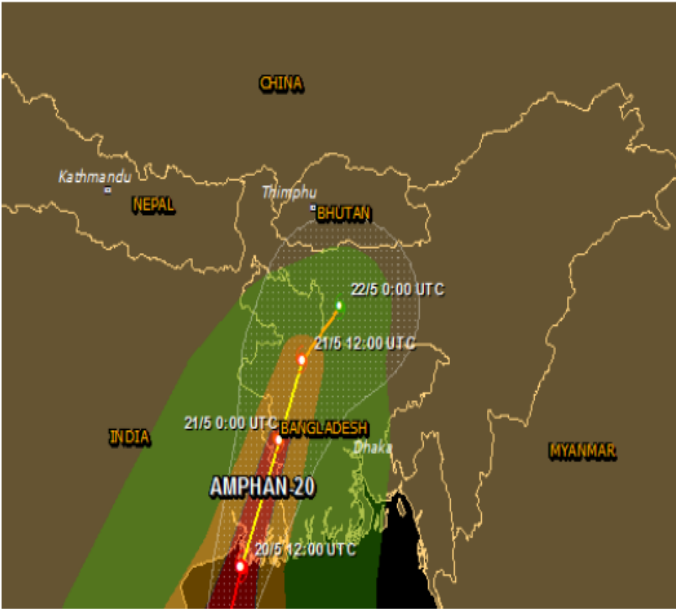 CHINA
Kathmandu
NEPAL
Thimphu
BHUTAN
22/5 0:00 UTC
21/5 12:00 UTC
21/5 0:00 UTC
BANGLADESH
INDIA
Dhaka
MYANMAR
AMPHAN-20
20/5 12:00 UTC